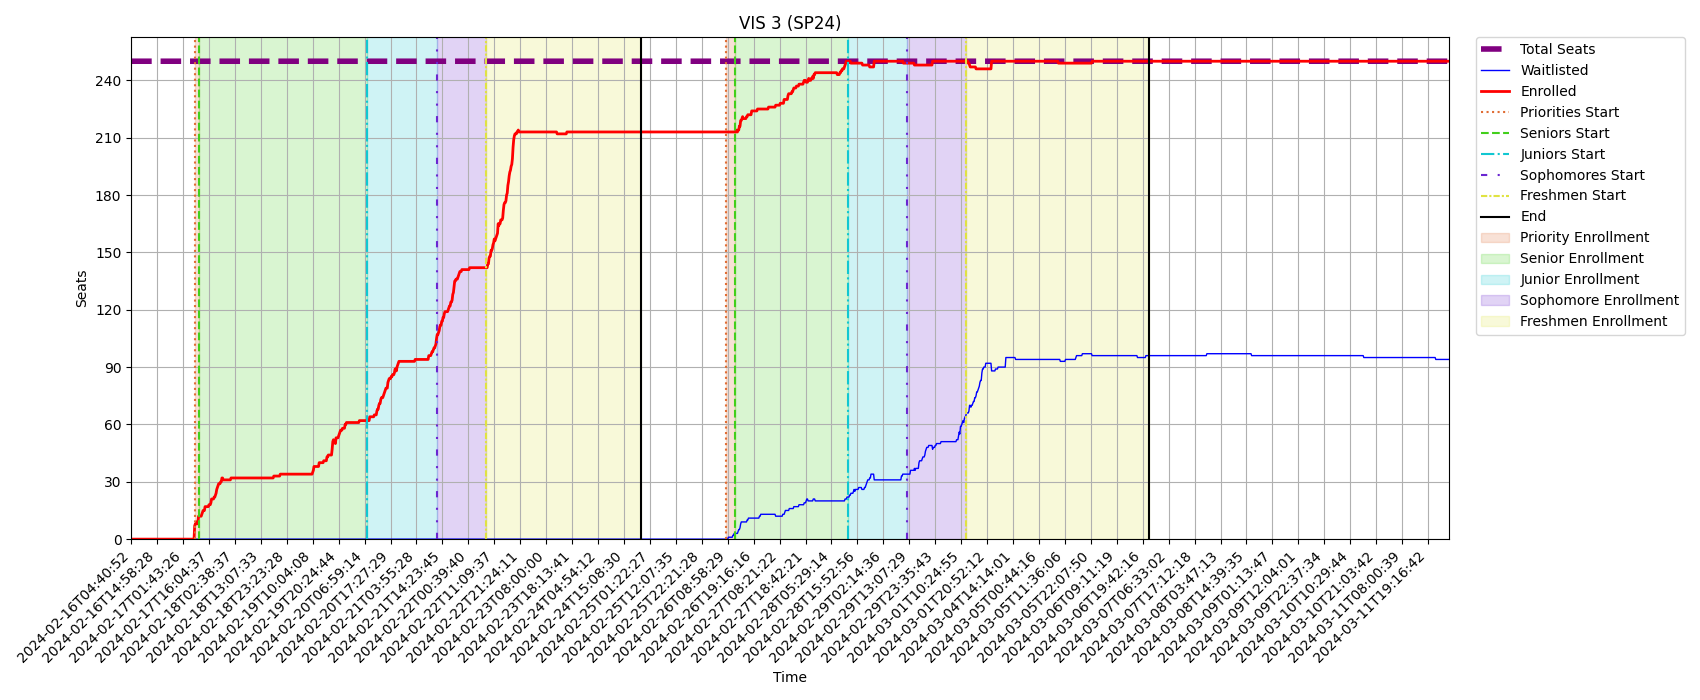 VIS 3 (SP24)
Total Seats
Waitlisted
Enrolled
Priorities Start
Seniors Start
Juniors Start
Sophomores Start
Freshmen Start
End
Priority Enrollment
Senior Enrollment
Junior Enrollment
Sophomore Enrollment
Freshmen Enrollment
Seats
240
210
180
150
120
90
60
30
0
2024-02-16T04:40:52
2024-02-16T14:58:28
2024-02-17T01:43:26
2024-02-17T16:04:37
2024-02-18T02:38:37
2024-02-18T13:07:33
2024-02-18T23:23:28
2024-02-19T10:04:08
2024-02-19T20:24:44
2024-02-20T06:59:14
2024-02-20T17:27:29
2024-02-21T03:55:28
2024-02-21T14:23:45
2024-02-22T00:39:40
2024-02-22T11:09:37
2024-02-22T21:24:11
2024-02-23T08:00:00
2024-02-23T18:13:41
2024-02-24T04:54:12
2024-02-24T15:08:30
2024-02-25T01:22:27
2024-02-25T12:07:35
2024-02-25T22:21:28
2024-02-26T08:58:29
2024-02-26T19:16:16
2024-02-27T08:21:22
2024-02-27T18:42:21
2024-02-28T05:29:14
2024-02-28T15:52:56
2024-02-29T02:14:36
2024-02-29T13:07:29
2024-02-29T23:35:43
2024-03-01T10:24:55
2024-03-01T20:52:12
2024-03-04T14:14:01
2024-03-05T00:44:16
2024-03-05T11:36:06
2024-03-05T22:07:50
2024-03-06T09:11:19
2024-03-06T19:42:16
2024-03-07T06:33:02
2024-03-07T17:12:18
2024-03-08T03:47:13
2024-03-08T14:39:35
2024-03-09T01:13:47
2024-03-09T12:04:01
2024-03-09T22:37:34
2024-03-10T10:29:44
2024-03-10T21:03:42
2024-03-11T08:00:39
2024-03-11T19:16:42
Time